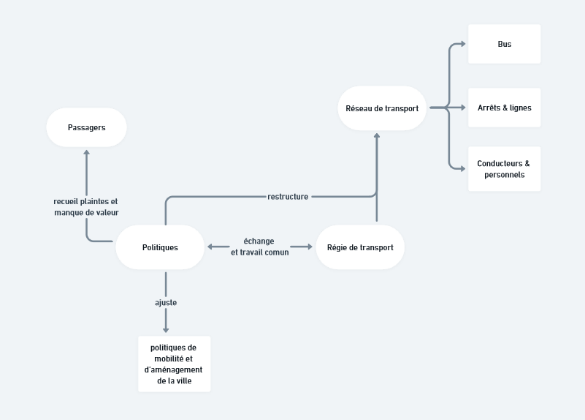 Bus
Réseau de transport
Arrêts & lignes
Passagers
Conducteurs &
personnels
recueil plaintes et
manque de valeur
restructure
Politiques
échange
et travail comun
Régie de transport
ajuste
politiques de
mobilité et
d'aménagement
de la ville